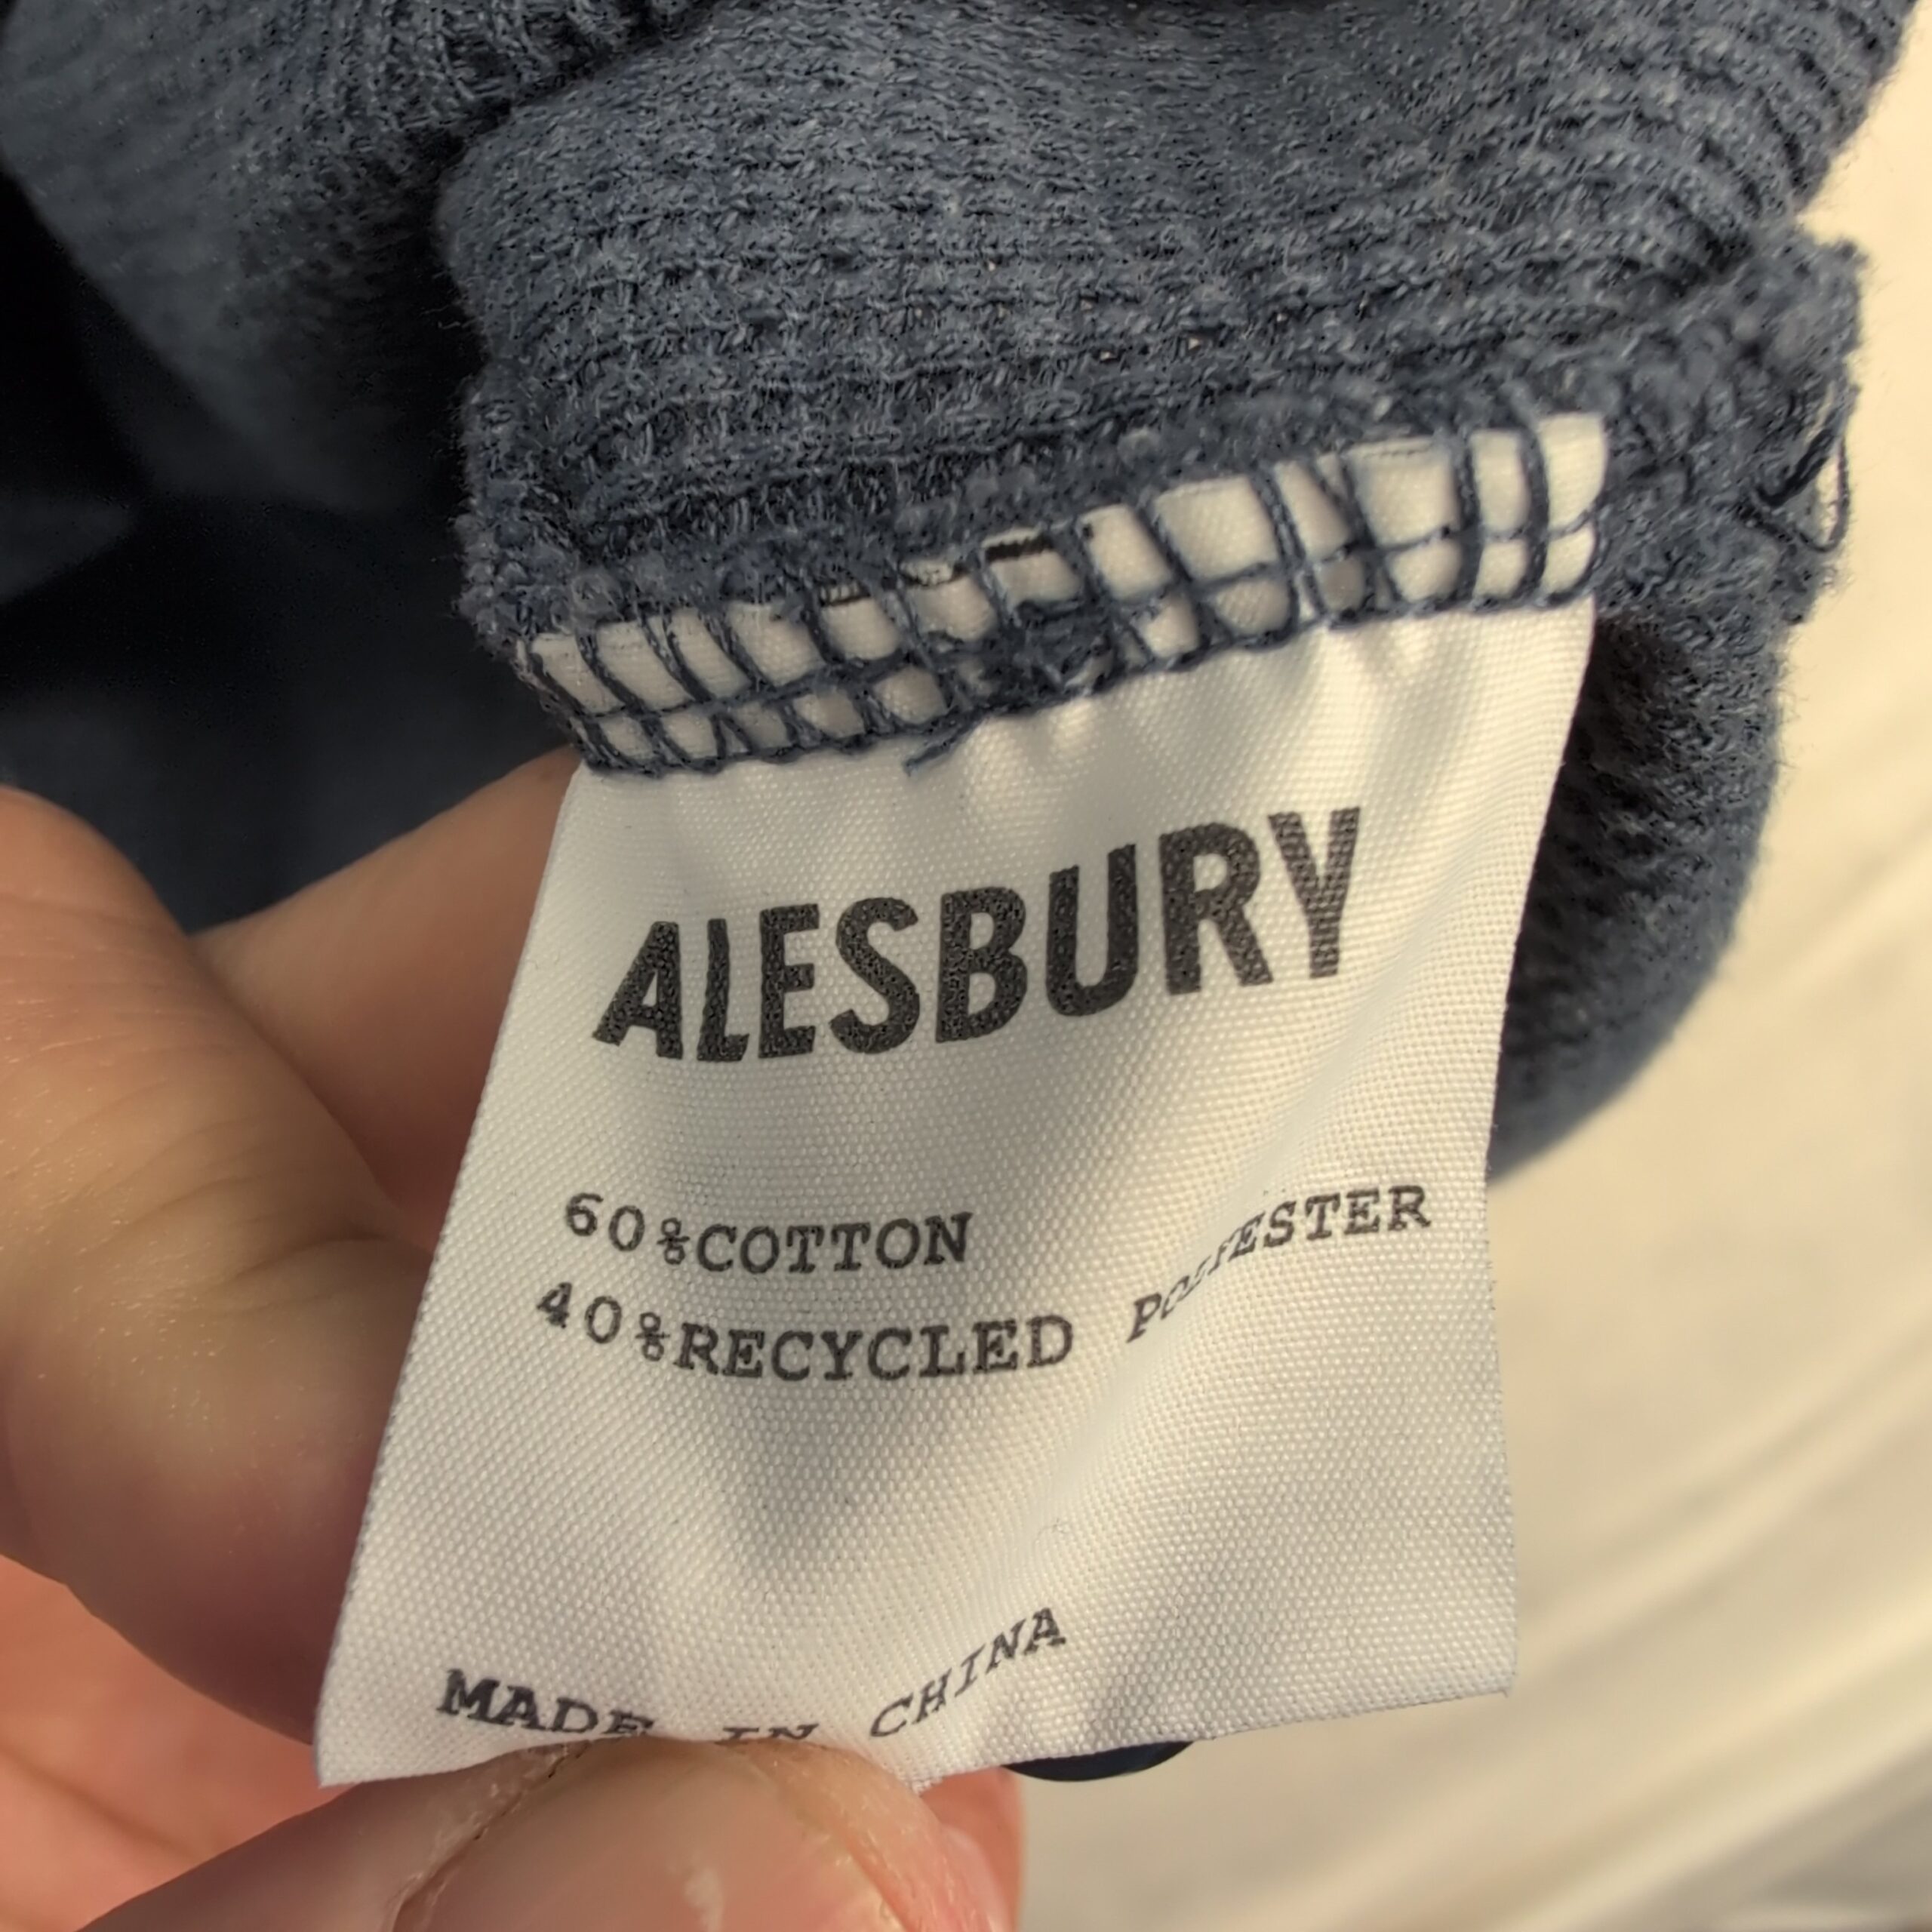 ALESBURY
60%COTTON
40%RECYCLED POLYESTER
MADE IN CHINA